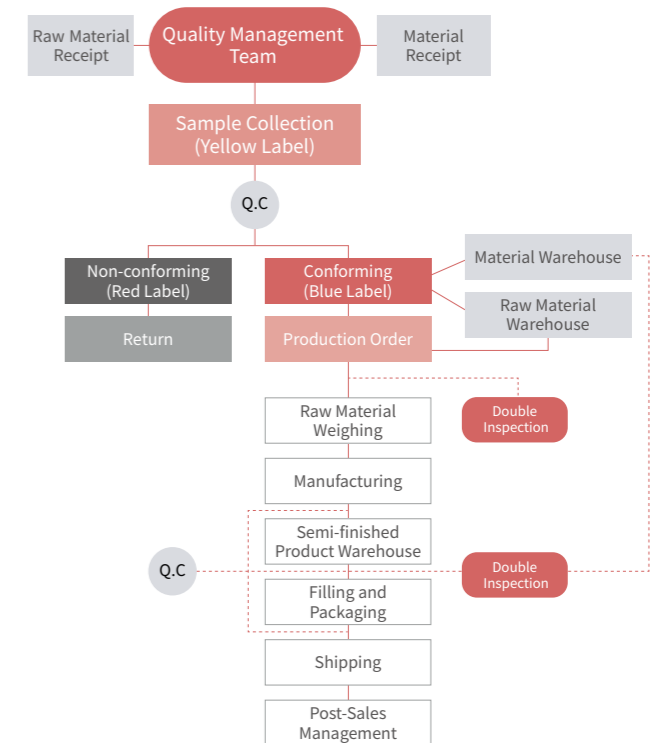 Raw Material
Receipt
Quality Management
Team
Material
Receipt
Sample Collection
(Yellow Label)
Q.C
Non-conforming
(Red Label)
Conforming
(Blue Label)
Material Warehouse
Raw Material
Warehouse
Return
Production Order
Raw Material
Weighing
Double
Inspection
Manufacturing
Semi-finished
Product Warehouse
Q.C
Double
Inspection
Filling and
Packaging
Shipping
Post-Sales
Management